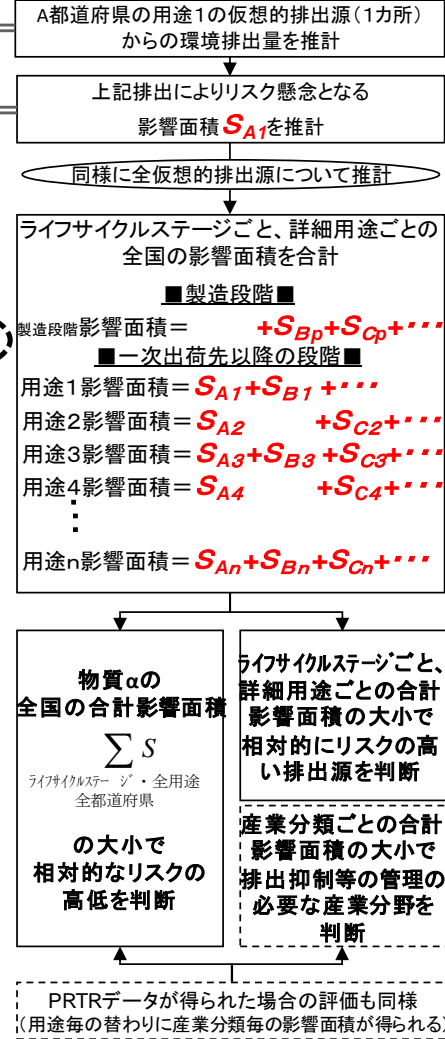 A都道府県の用途1の仮想的排出源(1カ所)
からの環境排出量を推計
上記排出によりリスク懸念となる
影響面積SA1を推計
同様に全仮想的排出源について推計
ライフサイクルステージごと、詳細用途ごとの
全国の影響面積を合計
■製造段階■
製造段階影響面積= +SBp+SCp+・・・
■一次出荷先以降の段階■
用途1影響面積=SA1+SB1+・・・
用途2影響面積=SA2 +SC2+・・・
用途3影響面積=SA3+SB3+SC3+・・・
用途4影響面積=SA4 +SC4+・・・
・・・
用途n影響面積=SAn+SBn+SCn+・・・
物質αの
全国の合計影響面積
∑S
ライフサイクルステージ・全用途
全都道府県
の大小で
相対的なリスクの
高低を判断
ライフサイクルステージごと、
詳細用途ごとの合計
影響面積の大小で
相対的にリスクの高
い排出源を判断
産業分類ごとの合計
影響面積の大小で
排出抑制等の管理の
必要な産業分野を
判断
PRTRデータが得られた場合の評価も同様
(用途毎の替わりに産業分類毎の影響面積が得られる)